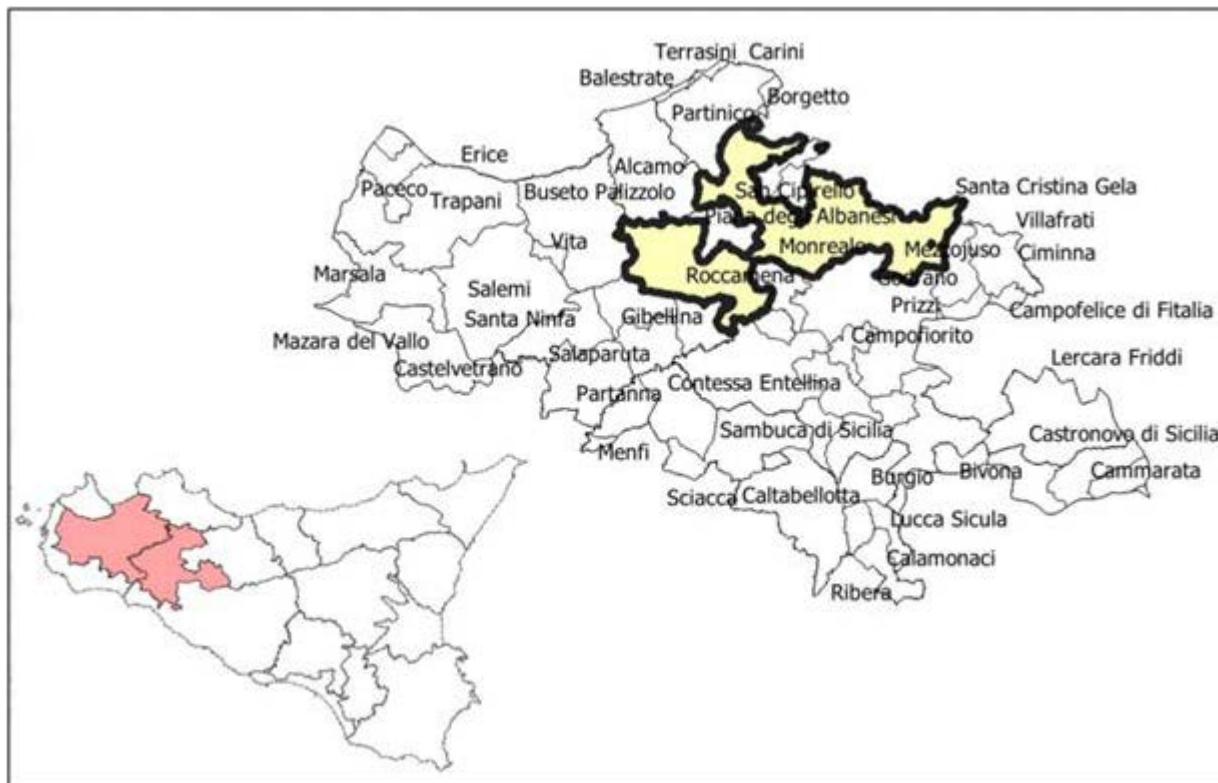 Terrasini Carini
Balestrate
Borgetto
Partinico
Erice
Alcamo
Paceco
Trapani
Buseto Palizzolo
San Cipirello
Santa Cristina Gela
Piana degli Albanesi
Villafrati
Vita
Monreale
Mezzojuso
Ciminna
Marsala
Roccamena
Godrano
Salemi
Prizzi
Campofelice di Fitalia
Santa Ninfa
Gibellina
Mazara del Vallo
Campofiorito
Salaparuta
Lercara Friddi
Castelvetrano
Contessa Entellina
Partanna
Sambuca di Sicilia
Castronovo di Sicilia
Menfi
Burgio
Bivona
Cammarata
Sciacca
Caltabellotta
Lucca Sicula
Calamonaci
Ribera